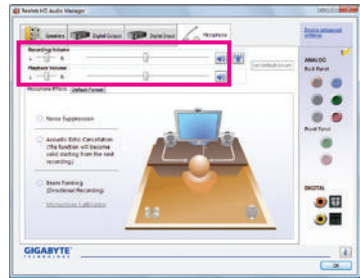 Realtek HD Audio Manager
Speakers
Digital Output
Digital Input
Microphone
Device advanced settings
Recording Volume
L
R
Playback Volume
L
R
Set Default Device
ANALOG
Back Panel
Microphone Effects
Default Format
Noise Suppression
Acoustic Echo Cancellation
(The function will become
valid starting from the next
recording)
Front Panel
Beam Forming
(Directional Recording)
Microphone Calibration
DIGITAL
GIGABYTE
TECHNOLOGY
OK